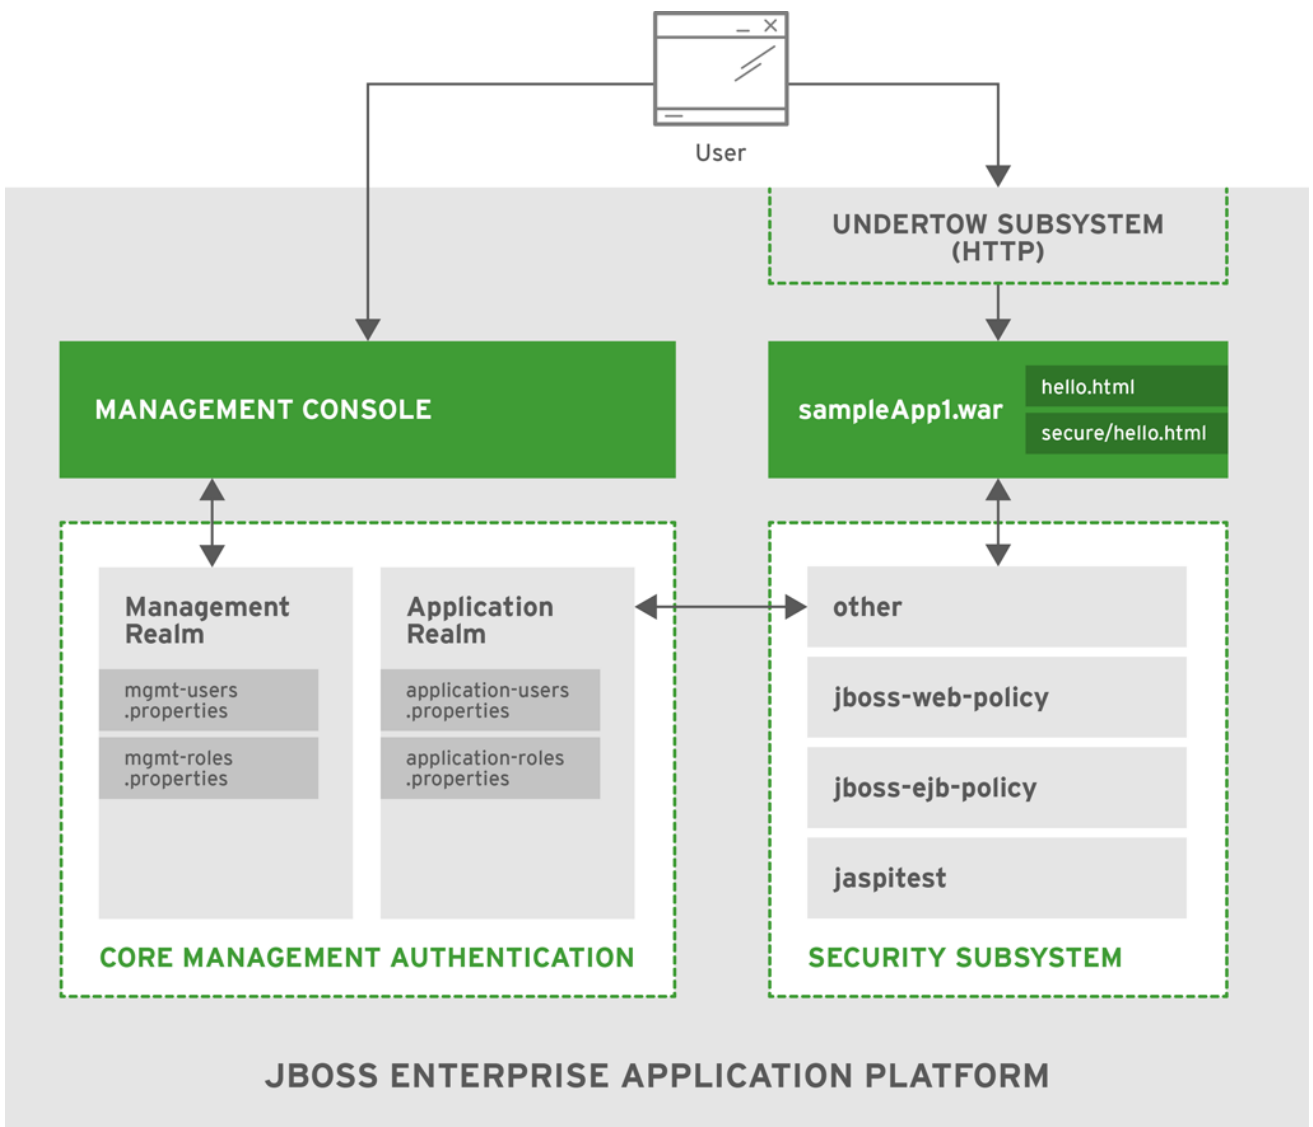 User
UNDERTOW SUBSYSTEM
(HTTP)
MANAGEMENT CONSOLE
sampleApp1.war
hello.html
secure/hello.html
Management
Realm
mgmt-users
.properties
mgmt-roles
.properties
Application
Realm
application-users
.properties
application-roles
.properties
CORE MANAGEMENT AUTHENTICATION
other
jboss-web-policy
jboss-ejb-policy
jaspitest
SECURITY SUBSYSTEM
JBOSS ENTERPRISE APPLICATION PLATFORM